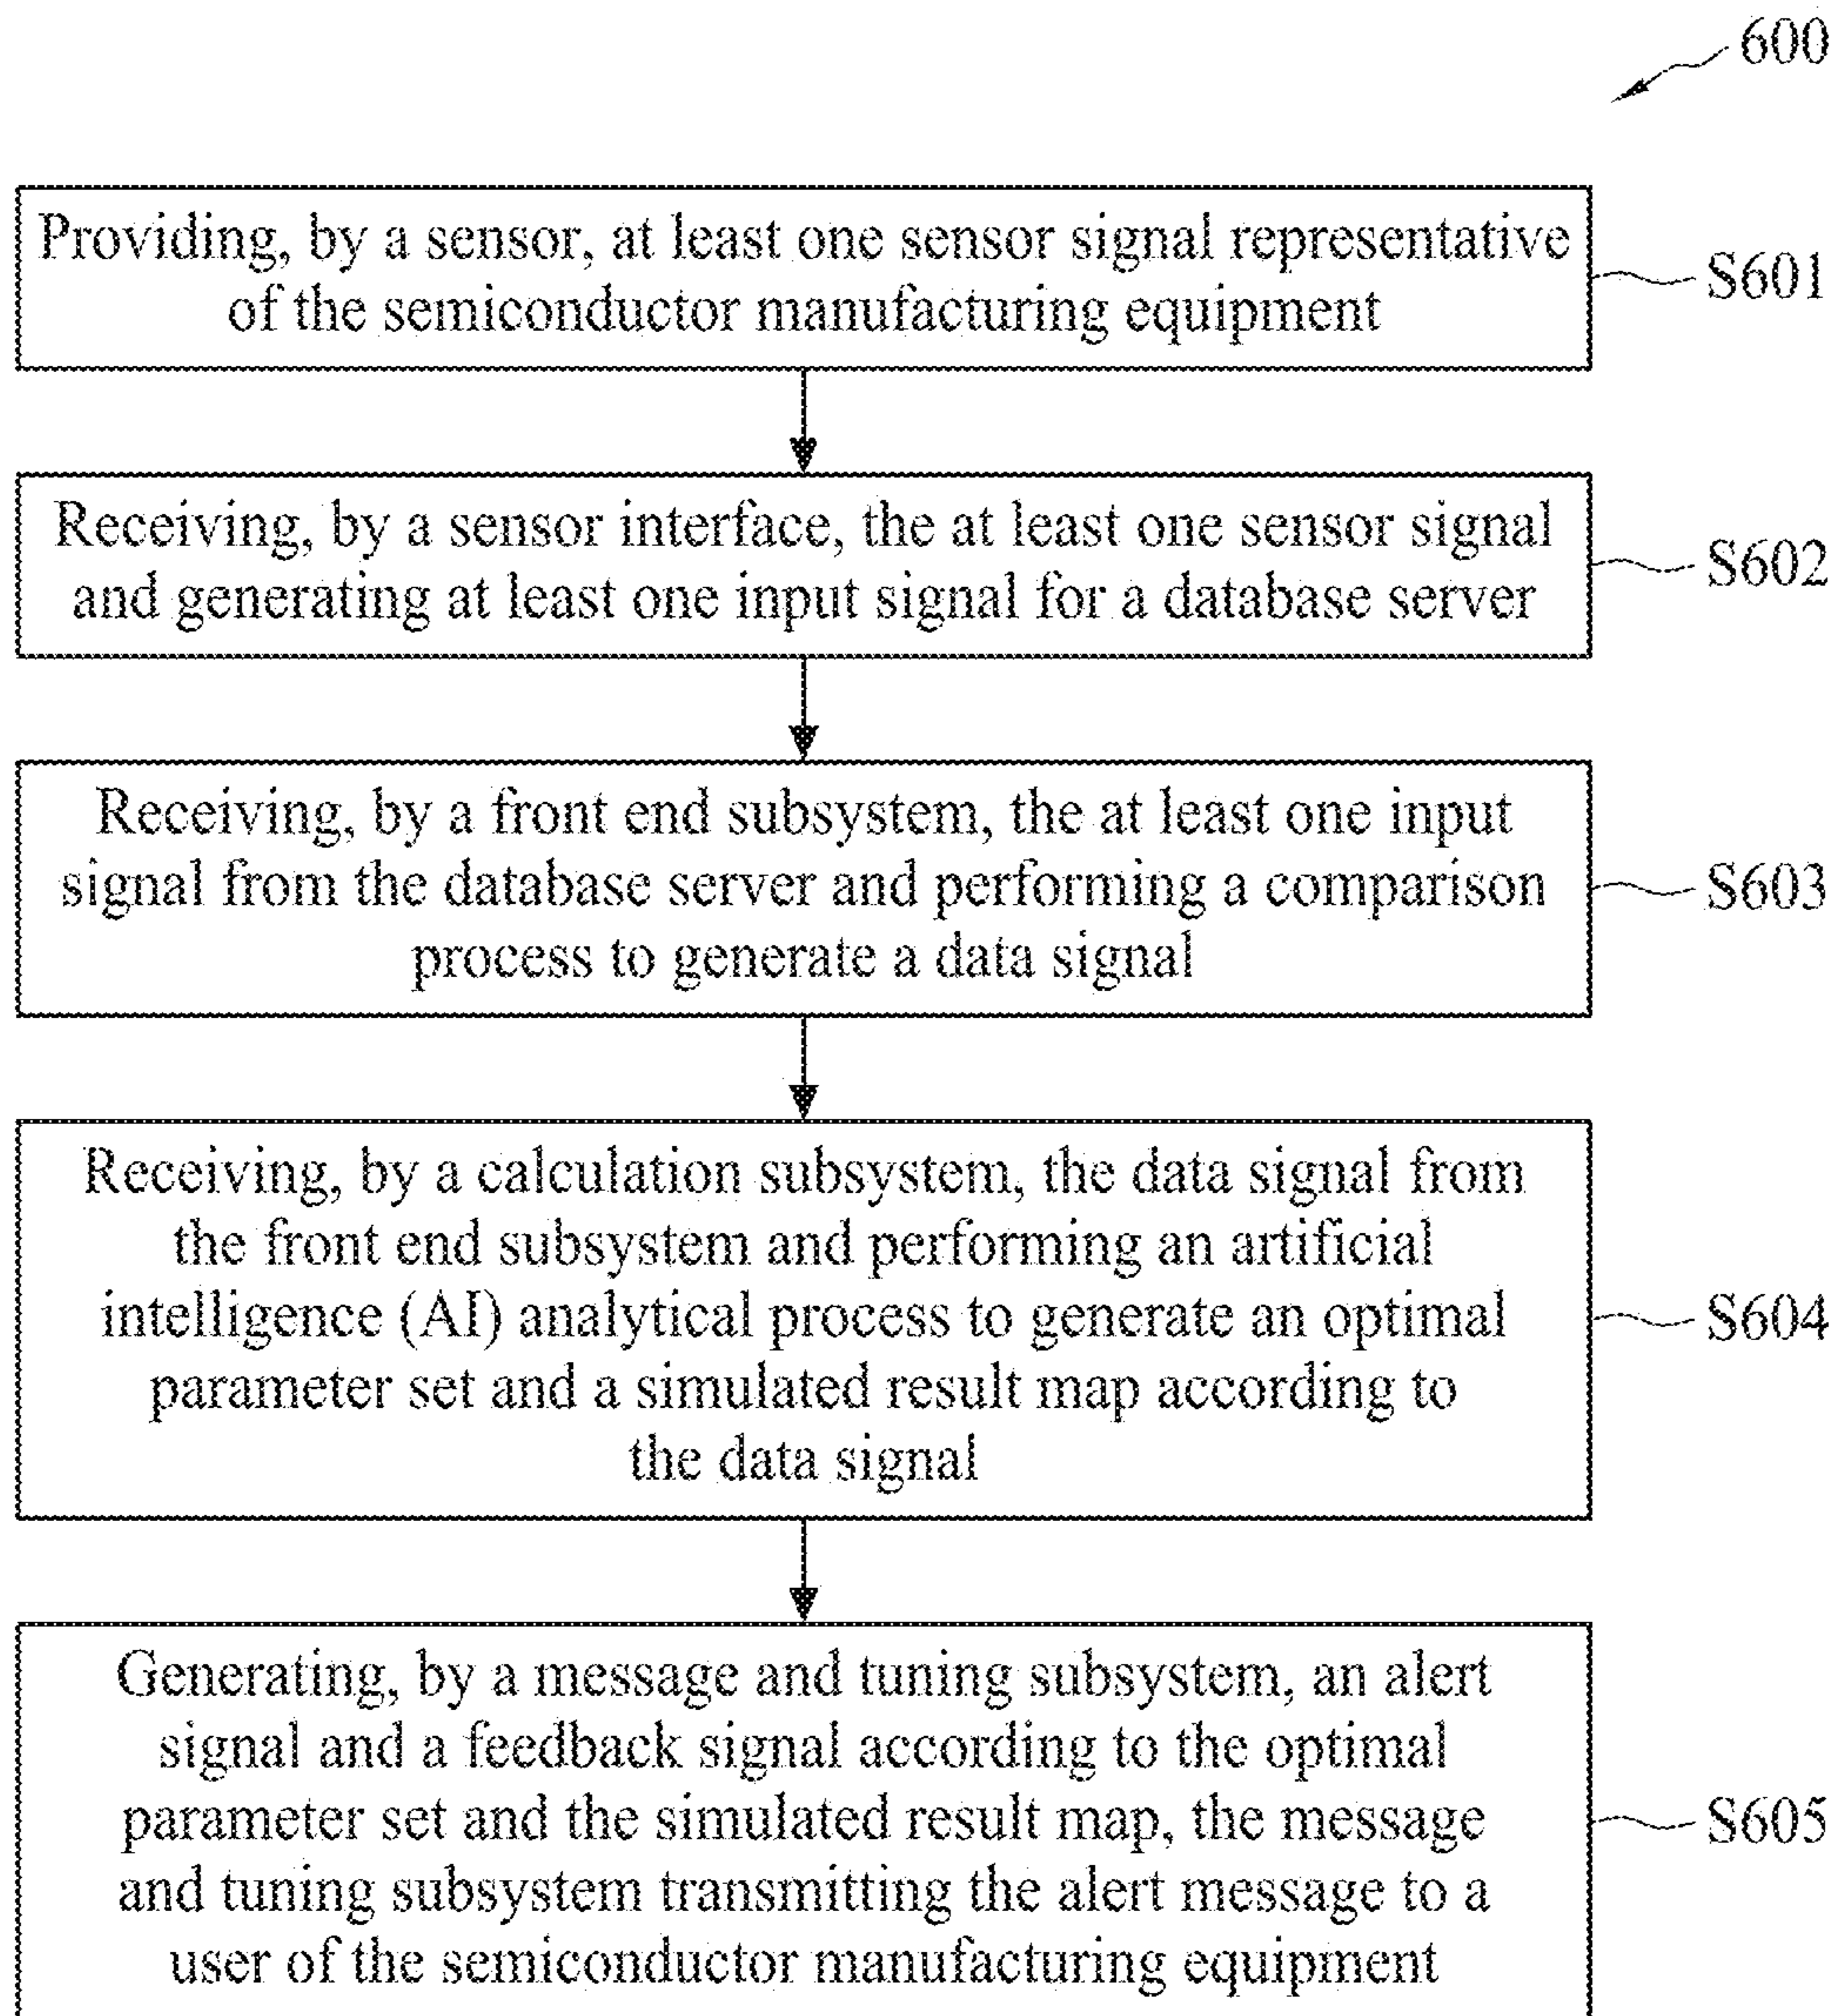 600
Providing, by a sensor, at least one sensor signal representative
of the semiconductor manufacturing equipment
S601
Receiving, by a sensor interface, the at least one sensor signal
and generating at least one input signal for a database server
S602
Receiving, by a front end subsystem, the at least one input
signal from the database server and performing a comparison
process to generate a data signal
S603
Receiving, by a calculation subsystem, the data signal from
the front end subsystem and performing an artificial
intelligence (AI) analytical process to generate an optimal
parameter set and a simulated result map according to
the data signal
S604
Generating, by a message and tuning subsystem, an alert
signal and a feedback signal according to the optimal
parameter set and the simulated result map, the message
and tuning subsystem transmitting the alert message to a
user of the semiconductor manufacturing equipment
S605